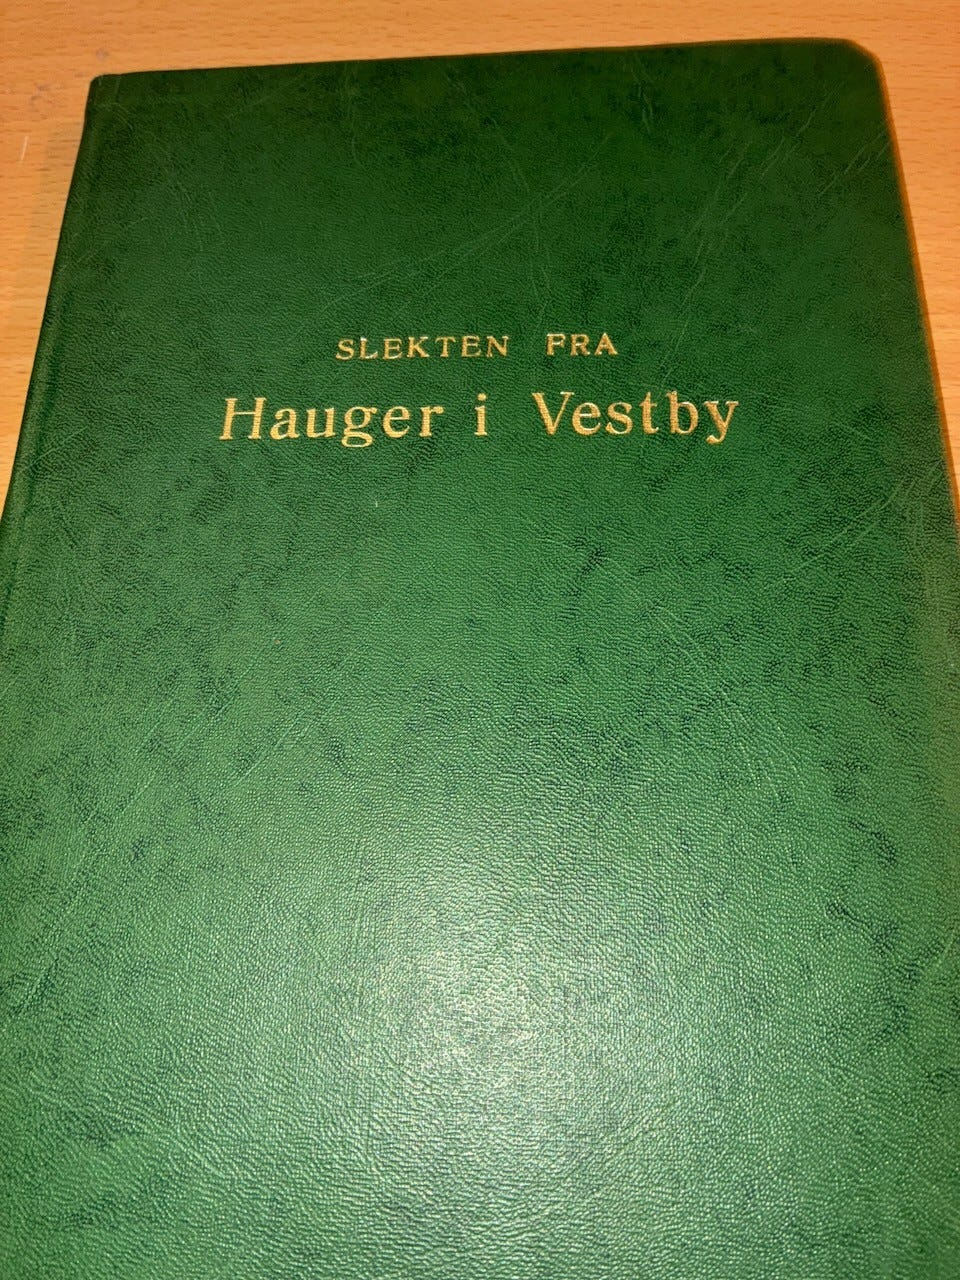 SLEKTEN FRA
Hauger i Vestby